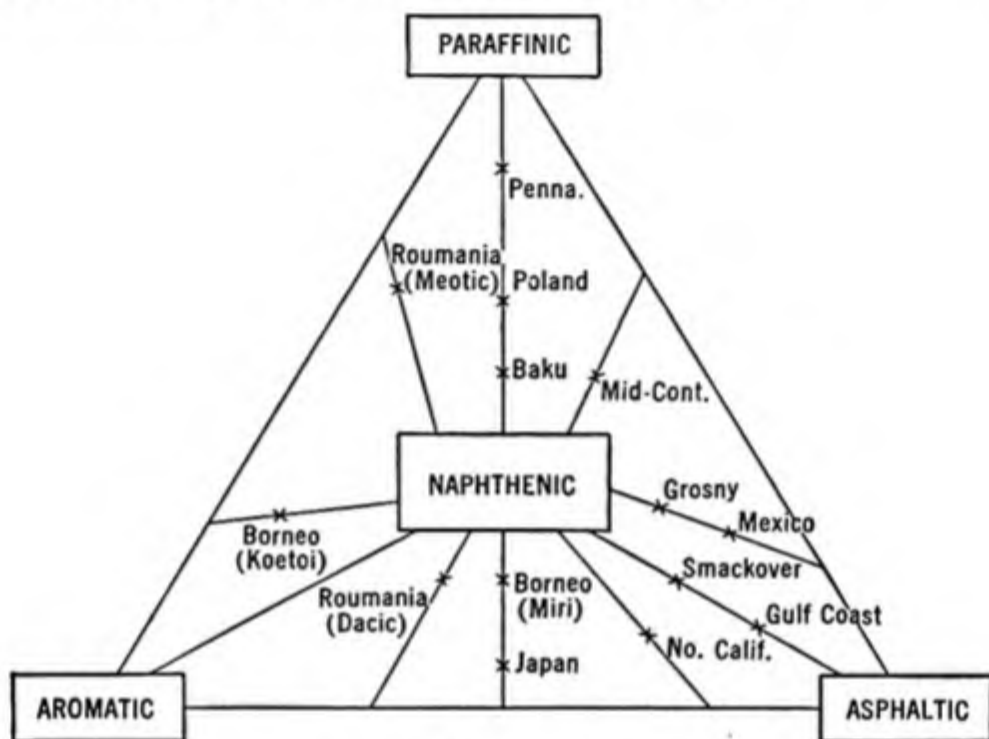 PARAFFINIC
Penna.
Roumania
(Meotic)
Poland
Baku
Mid-Cont.
NAPHTHENIC
Grosny
Mexico
Borneo
(Koetoi)
Smackover
Roumania
(Dacic)
Borneo
(Miri)
Gulf Coast
No. Calif.
Japan
AROMATIC
ASPHALTIC